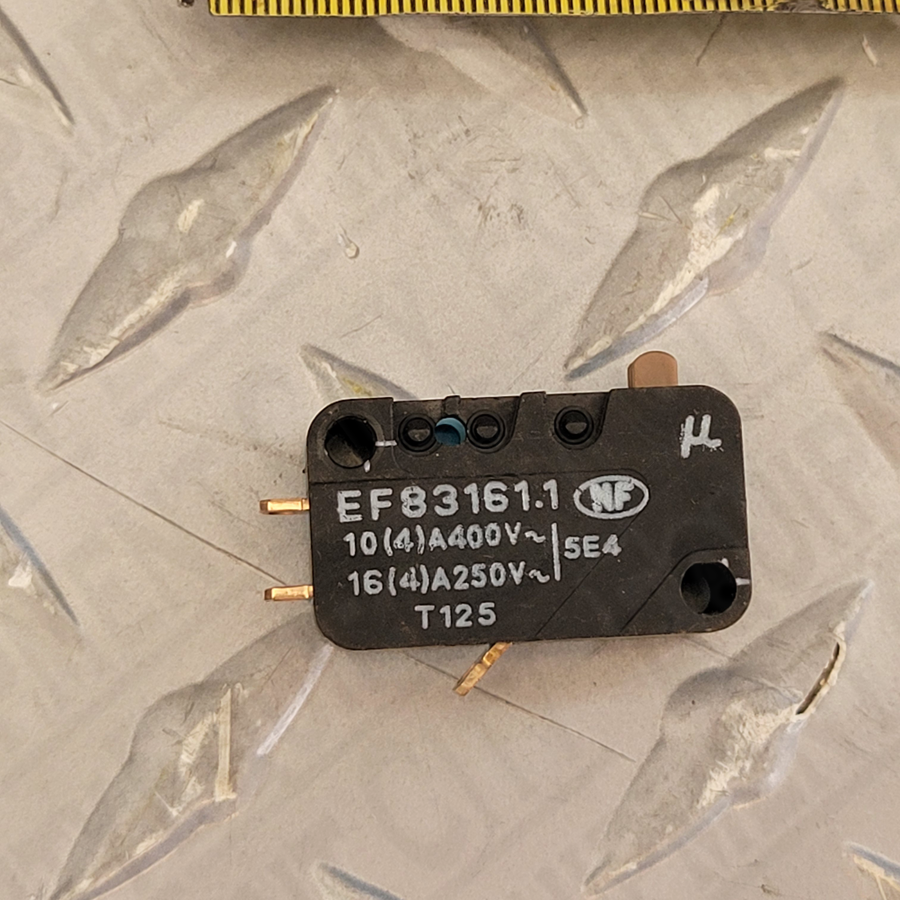 μ
EF83161.1 NF
10(4)A400V~
16(4)A250V~ 5E4
T125